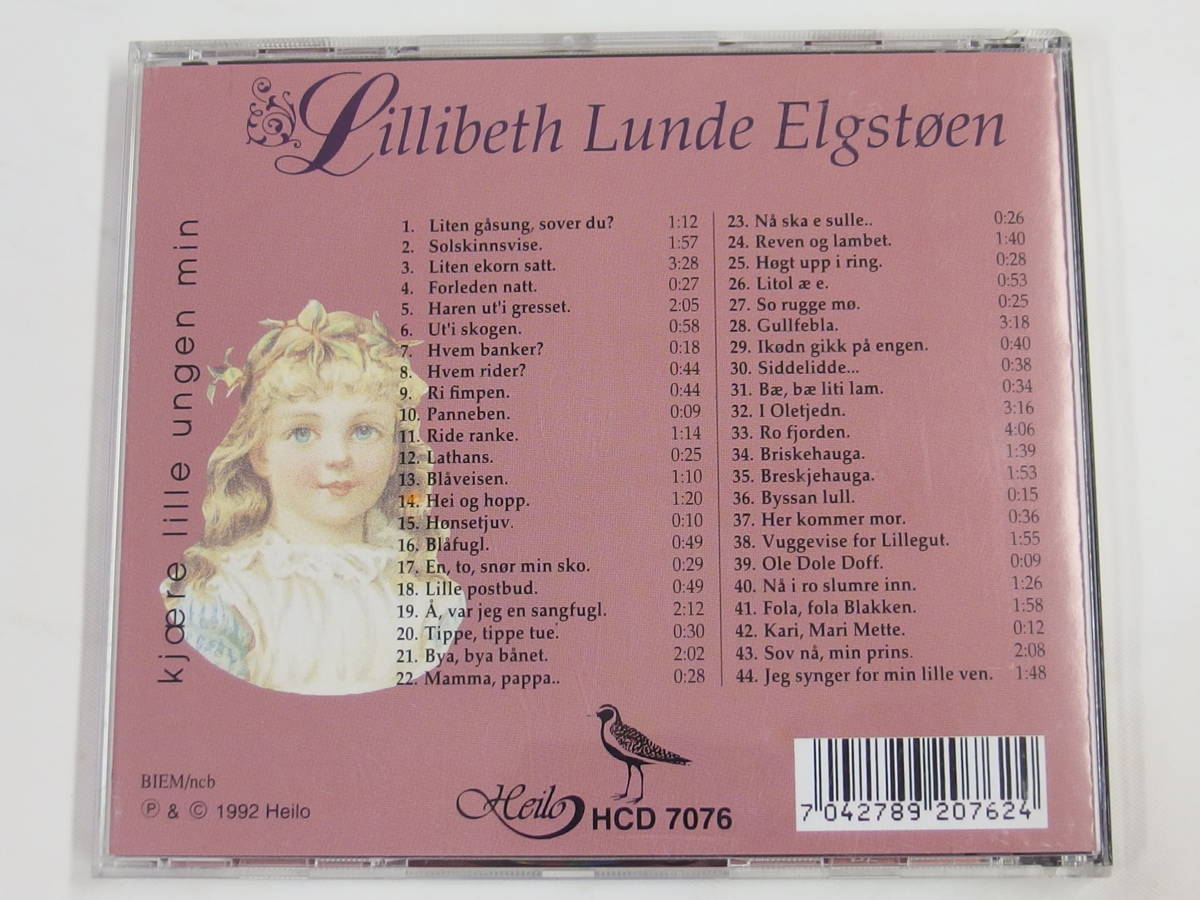 Lillibeth Lunde Elgstøen
kjære lille ungen min
1. Liten gåsung, sover du? 1:12
2. Solskinnsvise. 1:57
3. Liten ekorn satt. 3:28
4. Forleden natt. 0:27
5. Haren ut'i gresset. 2:05
6. Ut'i skogen. 0:58
7. Hvem banker? 0:18
8. Hvem rider? 0:44
9. Ri fimpen. 0:44
10. Panneben. 0:09
11. Ride ranke. 1:14
12. Lathans. 0:25
13. Blåveisen. 1:10
14. Hei og hopp. 1:20
15. Hønsetjuv. 0:10
16. Blåfugl. 0:49
17. En, to, snør min sko. 0:29
18. Lille postbud. 0:49
19. Å, var jeg en sangfugl. 2:12
20. Tippe, tippe tue. 0:30
21. Bya, bya bånet. 2:02
22. Mamma, pappa.. 0:28
23. Nå ska e sulle.. 0:26
24. Reven og lambet. 1:40
25. Høgt upp i ring. 0:28
26. Litol æ e. 0:53
27. So rugge mø. 0:25
28. Gullfebla. 3:18
29. Ikødn gikk på engen. 0:40
30. Siddelidde... 0:38
31. Bæ, bæ liti lam. 0:34
32. I Oletjedn. 3:16
33. Ro fjorden. 4:06
34. Briskehauga. 1:39
35. Breskjehauga. 1:53
36. Byssan lull. 0:15
37. Her kommer mor. 0:36
38. Vuggevise for Lillegut. 1:55
39. Ole Dole Doff. 0:09
40. Nå i ro slumre inn. 1:26
41. Fola, fola Blakken. 1:58
42. Kari, Mari Mette. 0:12
43. Sov nå, min prins. 2:08
44. Jeg synger for min lille ven. 1:48
BIEM/ncb
Ⓟ & © 1992 Heilo
Heilo HCD 7076
7 042789 207624